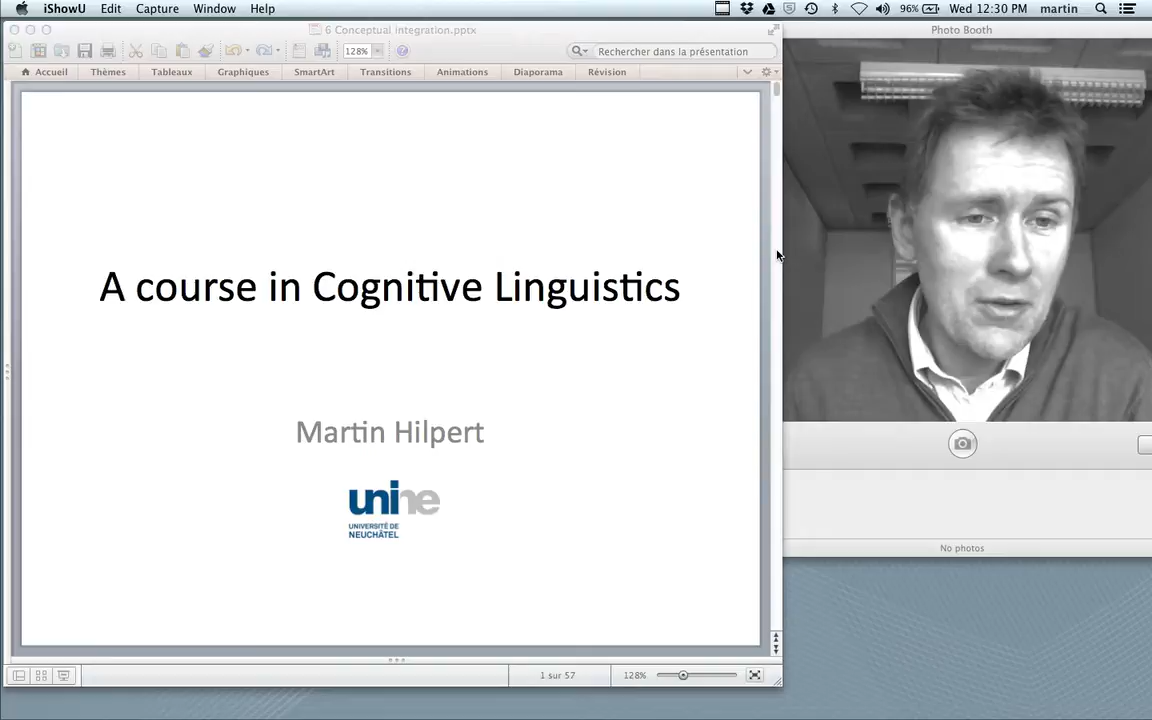 iShowU Edit Capture Window Help 96% Wed 12:30 PM martin
6 Conceptual integration.pptx
Photo Booth
128% Rechercher dans la présentation
Accueil Thèmes Tableaux Graphiques SmartArt Transitions Animations Diaporama Révision
A course in Cognitive Linguistics
Martin Hilpert
unine
UNIVERSITÉ DE
NEUCHÂTEL
No photos
1 sur 57 128%